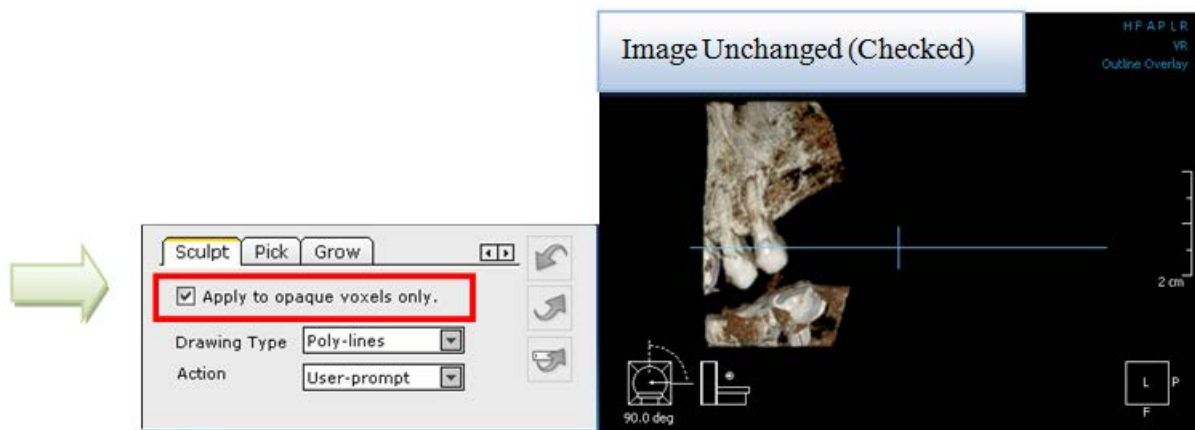 Image Unchanged (Checked)
H F A P L R
VR
Outline Overlay
Sculpt Pick Grow
Apply to opaque voxels only.
Drawing Type Poly-lines
Action User-prompt
2 cm
90.0 deg
L P
F